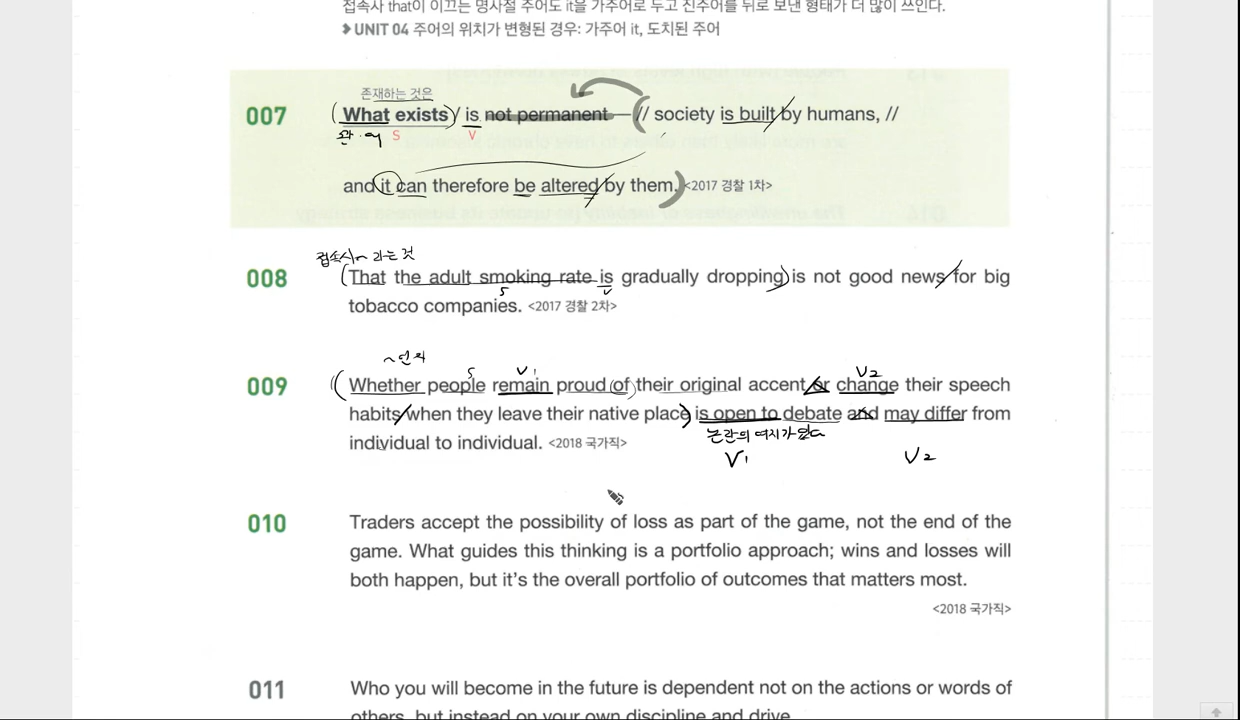 접속사 that이 이끄는 명사절 주어도 it을 가주어로 두고 진주어를 뒤로 보낸 형태가 더 많이 쓰인다.
UNIT 04 주어의 위치가 변형된 경우: 가주어 it, 도치된 주어
존재하는 것은
007 (What exists)/ is not permanent — (// society is built/by humans, //
S V
and it can therefore be altered/by them.) <2017 경찰 1차>
접속사~ 라는 것
008 (That the adult smoking rate is gradually dropping) is not good news/for big
S V
tobacco companies. <2017 경찰 2차>
~인지
S V1 V2
009 (Whether people remain proud (of) their original accent or change their speech
habits/when they leave their native place) is open to debate and may differ from
논란의 여지가 있다
individual to individual. <2018 국가직>
V1 V2
010 Traders accept the possibility of loss as part of the game, not the end of the
game. What guides this thinking is a portfolio approach; wins and losses will
both happen, but it's the overall portfolio of outcomes that matters most.
<2018 국가직>
011 Who you will become in the future is dependent not on the actions or words of
others, but instead on your own discipline and drive.